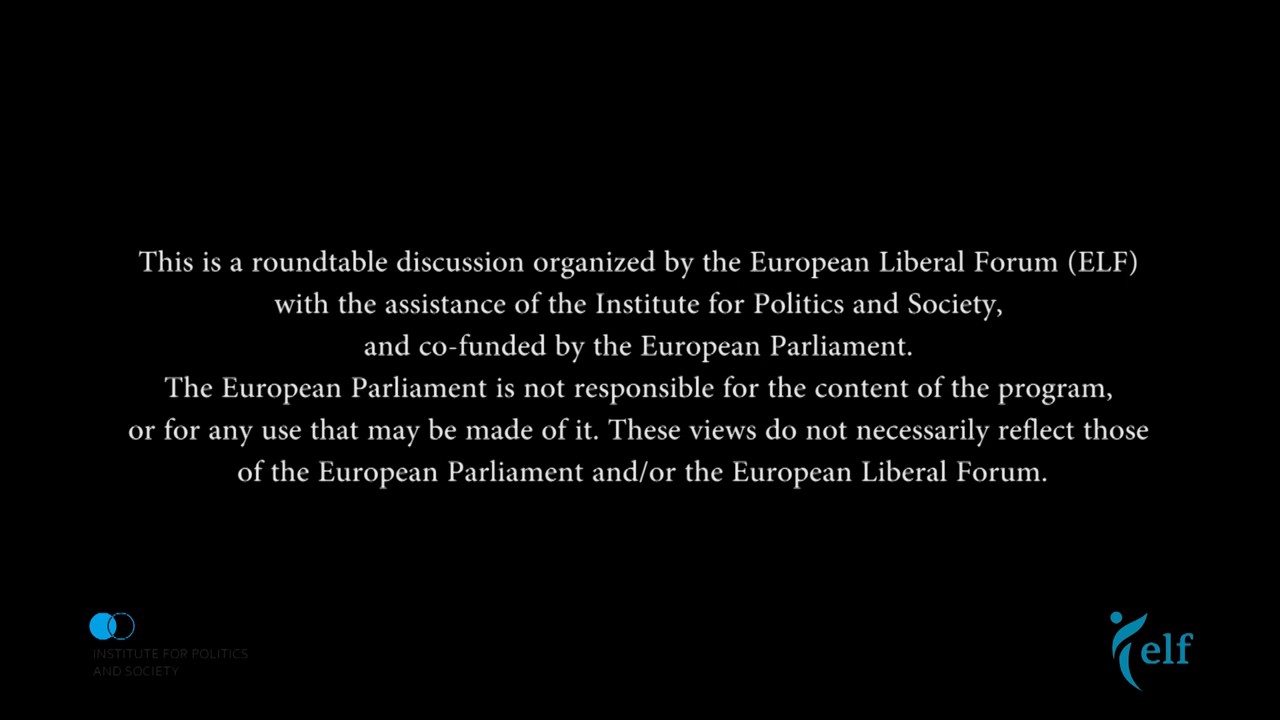 This is a roundtable discussion organized by the European Liberal Forum (ELF)
with the assistance of the Institute for Politics and Society,
and co-funded by the European Parliament.
The European Parliament is not responsible for the content of the program,
or for any use that may be made of it. These views do not necessarily reflect those
of the European Parliament and/or the European Liberal Forum.
INSTITUTE FOR POLITICS
AND SOCIETY
elf